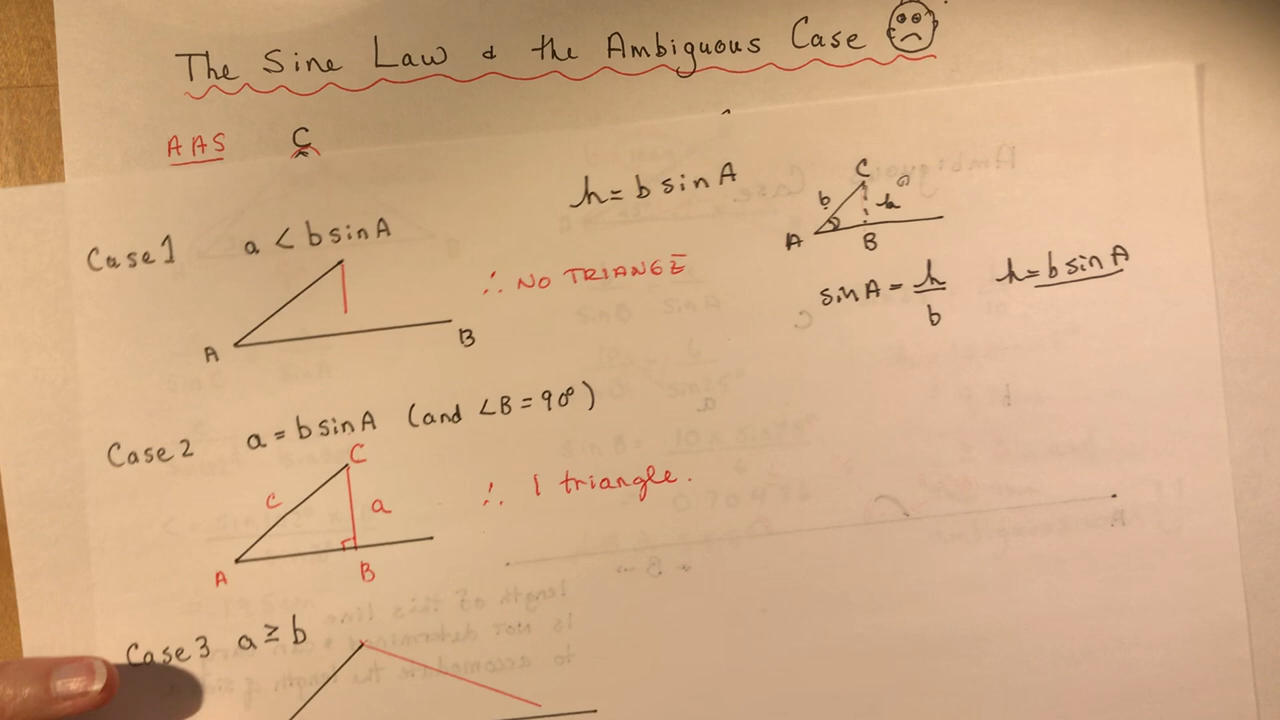 The Sine Law & the Ambiguous Case
AAS C
h = b sin A
C
b h a
A B
sin A = h/b h = b sin A
Case 1 a < b sin A
A B
∴ NO TRIANGE
Case 2 a = b sin A (and ∠B = 90°)
C
c a
A B
∴ 1 triangle.
Case 3 a ≥ b